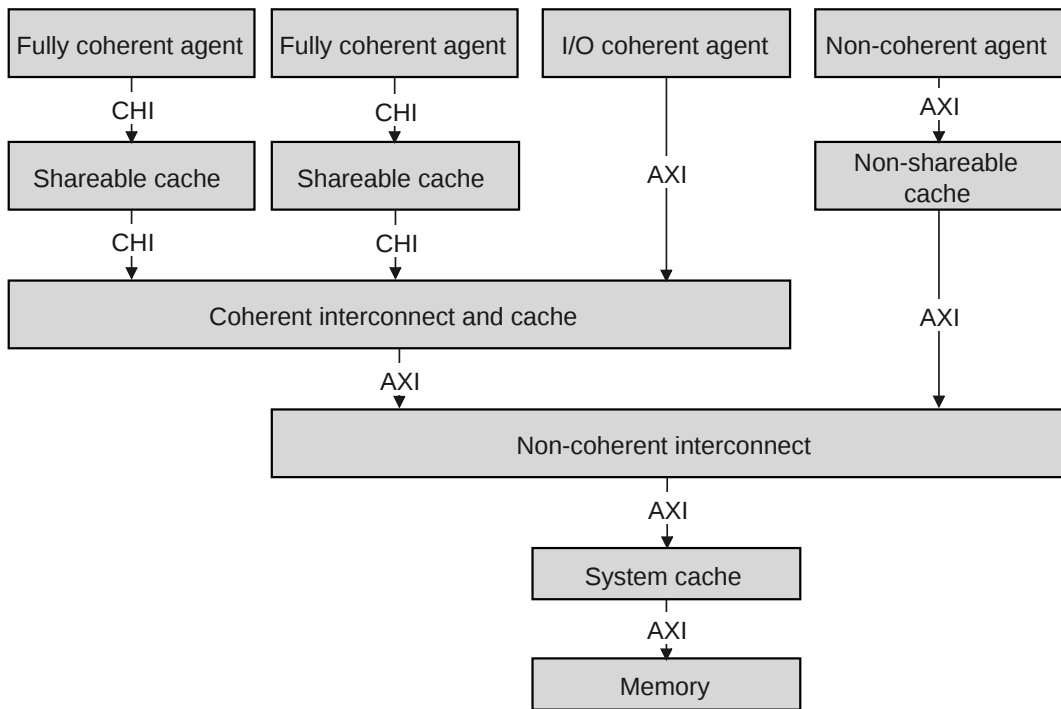 Fully coherent agent
Fully coherent agent
I/O coherent agent
Non-coherent agent
CHI
CHI
AXI
Shareable cache
Shareable cache
AXI
Non-shareable
cache
CHI
CHI
Coherent interconnect and cache
AXI
AXI
Non-coherent interconnect
AXI
System cache
AXI
Memory